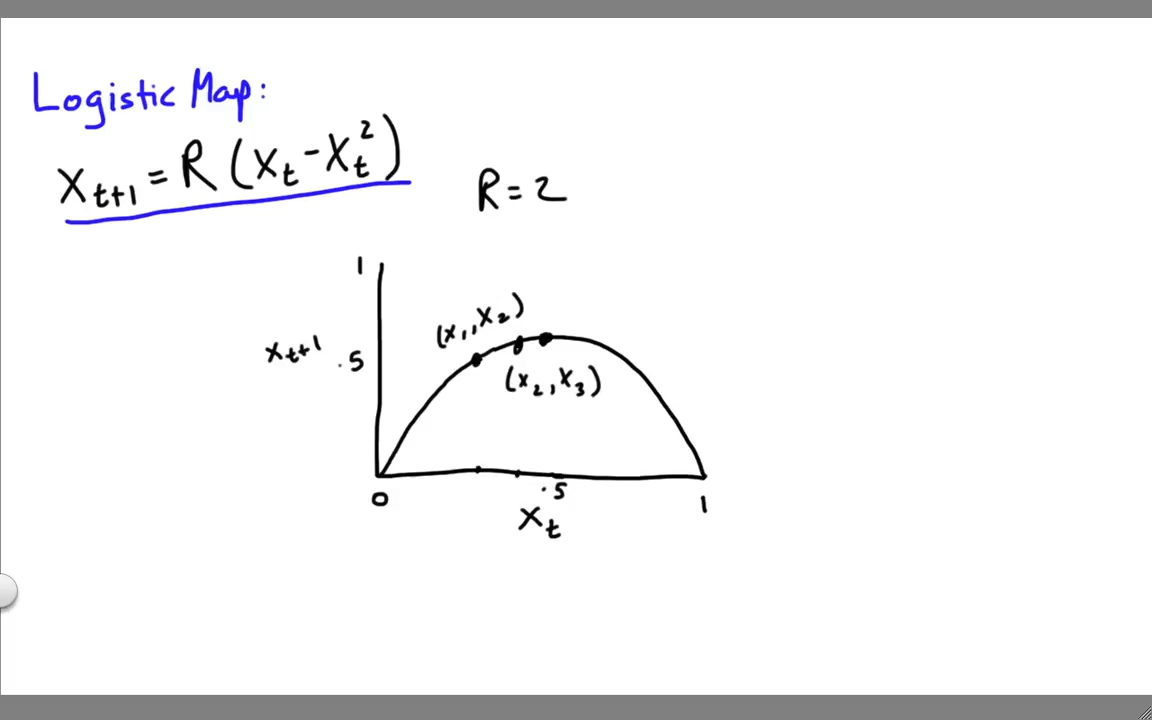 Logistic Map:
x_{t+1} = R (x_t - x_t^2)
R = 2
1
(x_1, x_2)
x_{t+1}
.5
(x_2, x_3)
0
.5
1
x_t